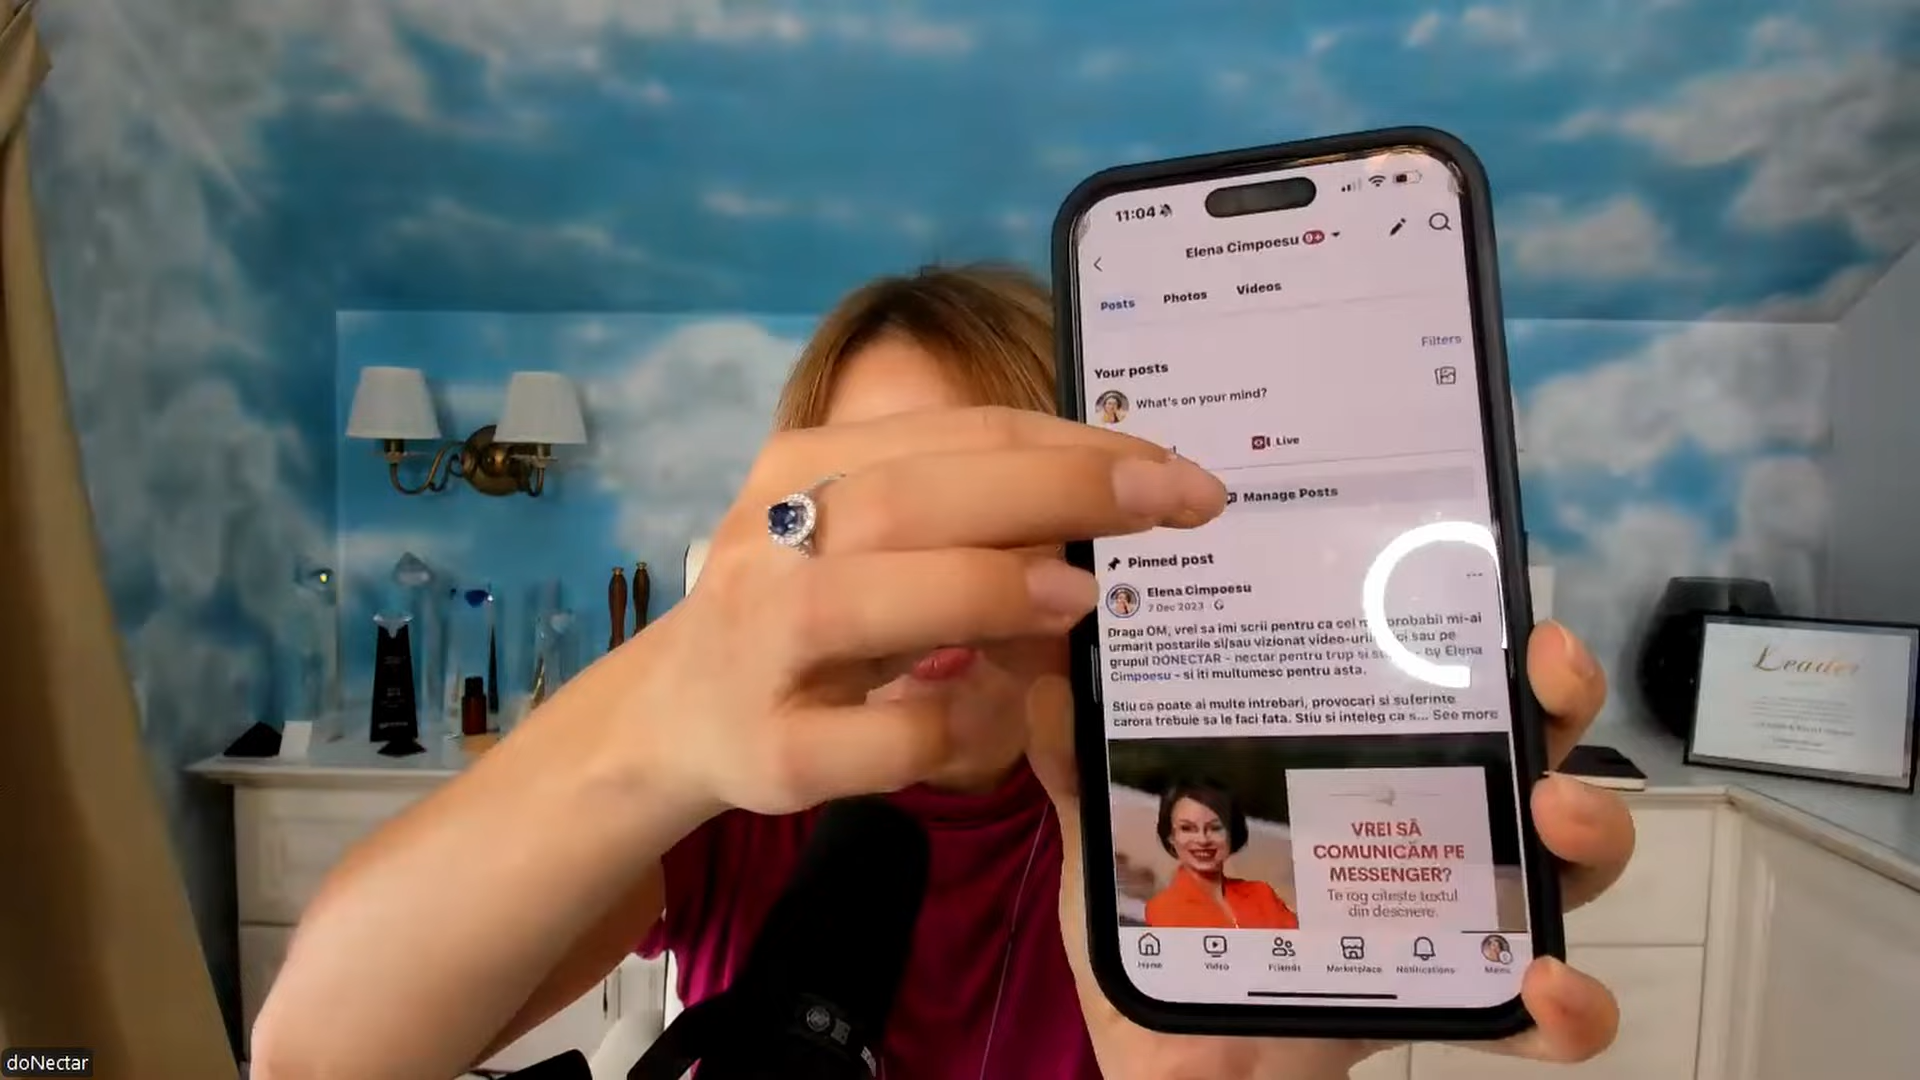 11:04
Elena Cimpoesu 9+
Posts Photos Videos
Filters
Your posts
What's on your mind?
Live
Manage Posts
Pinned post
Elena Cimpoesu
7 Dec 2023
Draga OM, vrei sa imi scrii pentru ca cel probabil mi-ai
urmarit postarile si/sau vizionat video-uri sau pe
grupul DONECTAR - nectar pentru trup si - by Elena
Cimpoesu - si iti multumesc pentru asta.
Stiu ca poate ai multe intrebari, provocari si suferinte
carora trebuie sa le faci fata. Stiu si inteleg ca s... See more
VREI SĂ
COMUNICĂM PE
MESSENGER?
Te rog citește textul
din descriere.
Home Video Friends Marketplace Notifications Menu
Leader
doNectar